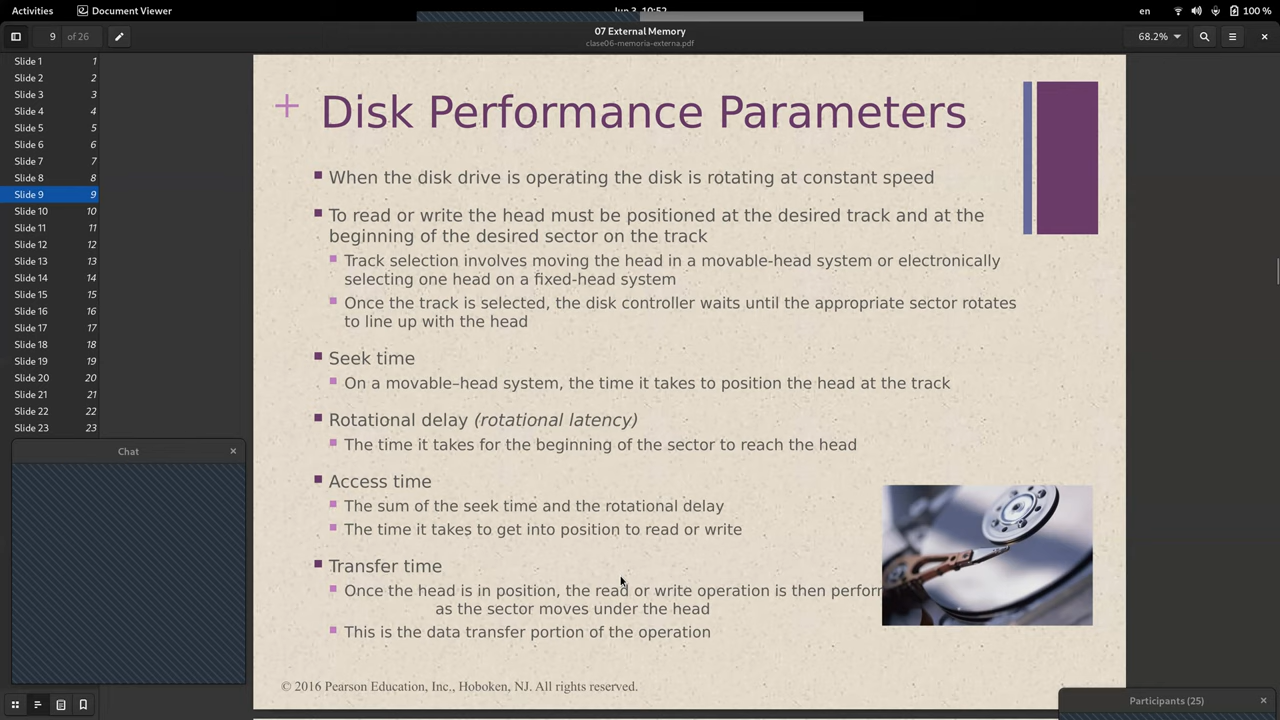 Activities
Document Viewer
Jun 3, 10:52
en
100 %
9 of 26
07 External Memory
clase06-memoria-externa.pdf
68.2%
Slide 1 1
Slide 2 2
Slide 3 3
Slide 4 4
Slide 5 5
Slide 6 6
Slide 7 7
Slide 8 8
Slide 9 9
Slide 10 10
Slide 11 11
Slide 12 12
Slide 13 13
Slide 14 14
Slide 15 15
Slide 16 16
Slide 17 17
Slide 18 18
Slide 19 19
Slide 20 20
Slide 21 21
Slide 22 22
Slide 23 23
Chat
+ Disk Performance Parameters
When the disk drive is operating the disk is rotating at constant speed
To read or write the head must be positioned at the desired track and at the
beginning of the desired sector on the track
Track selection involves moving the head in a movable-head system or electronically
selecting one head on a fixed-head system
Once the track is selected, the disk controller waits until the appropriate sector rotates
to line up with the head
Seek time
On a movable–head system, the time it takes to position the head at the track
Rotational delay (rotational latency)
The time it takes for the beginning of the sector to reach the head
Access time
The sum of the seek time and the rotational delay
The time it takes to get into position to read or write
Transfer time
Once the head is in position, the read or write operation is then perfor
as the sector moves under the head
This is the data transfer portion of the operation
© 2016 Pearson Education, Inc., Hoboken, NJ. All rights reserved.
Participants (25)